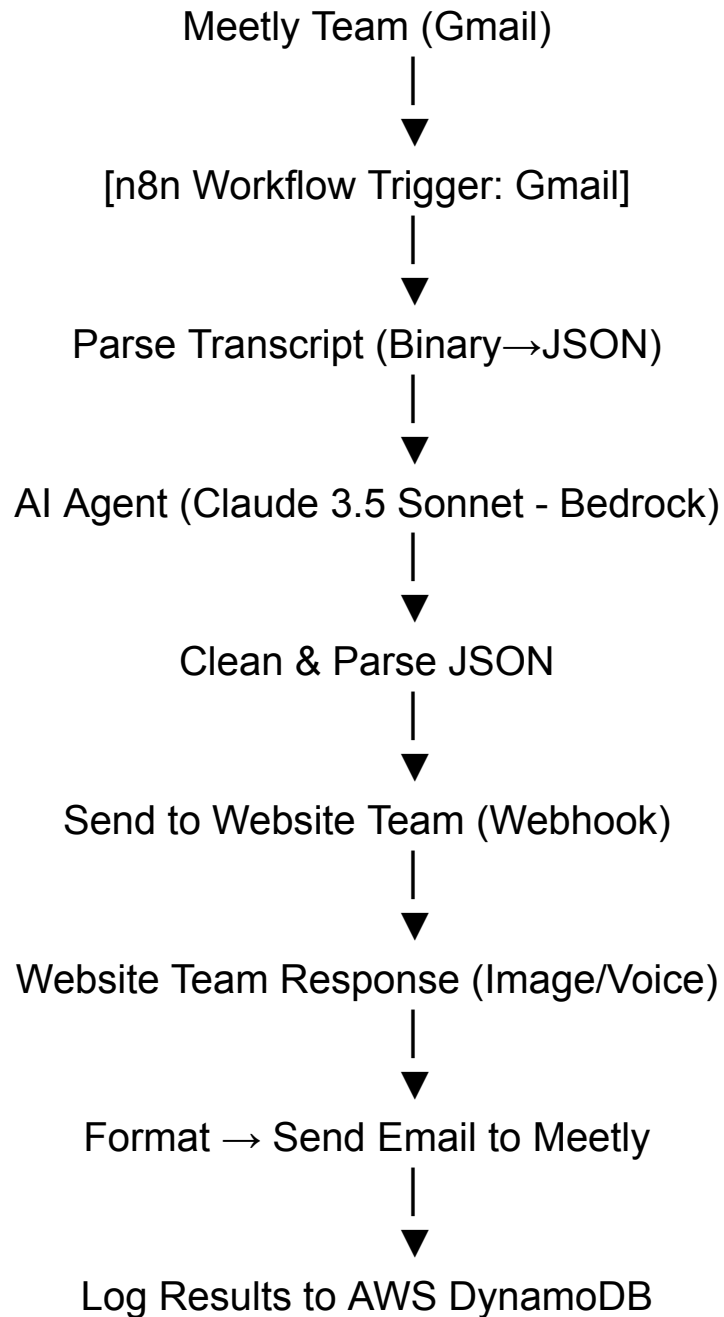 Meetly Team (Gmail)
[n8n Workflow Trigger: Gmail]
Parse Transcript (Binary→JSON)
AI Agent (Claude 3.5 Sonnet - Bedrock)
Clean & Parse JSON
Send to Website Team (Webhook)
Website Team Response (Image/Voice)
Format → Send Email to Meetly
Log Results to AWS DynamoDB